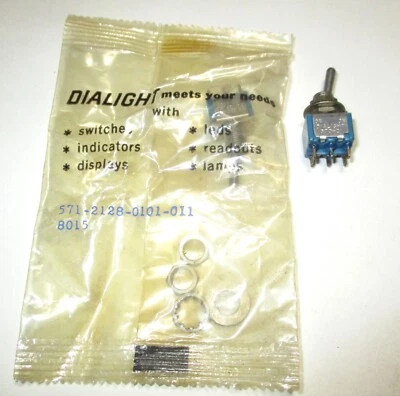 DIALIGHT meets your needs
with
* switches * leds
* indicators * readouts
* displays * lamps
571-2128-0101-011
8015